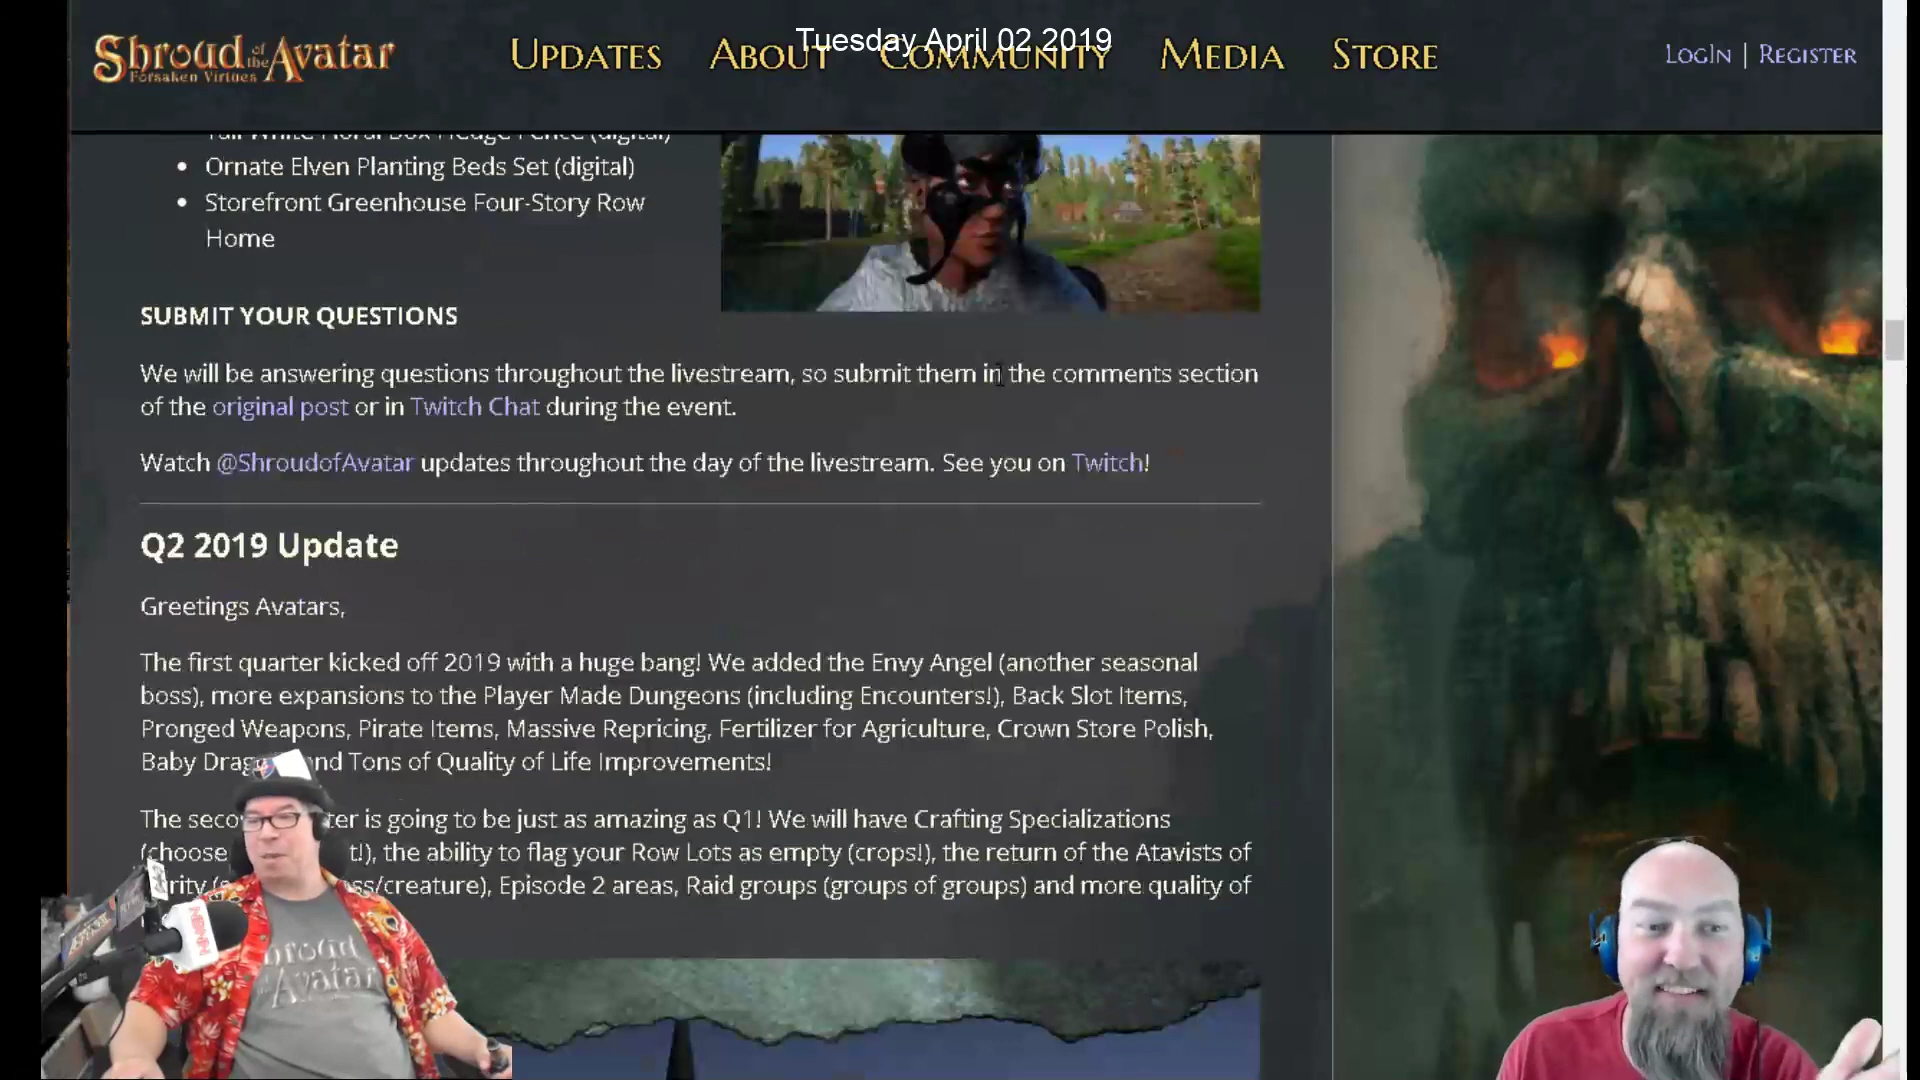 Tuesday April 02 2019
Shroud of the Avatar
Forsaken Virtues
UPDATES ABOUT COMMUNITY MEDIA STORE
LOGIN | REGISTER
Tall White Floral Box Hedge Fence (digital)
• Ornate Elven Planting Beds Set (digital)
• Storefront Greenhouse Four-Story Row
Home
SUBMIT YOUR QUESTIONS
We will be answering questions throughout the livestream, so submit them in the comments section
of the original post or in Twitch Chat during the event.
Watch @ShroudofAvatar updates throughout the day of the livestream. See you on Twitch!
Q2 2019 Update
Greetings Avatars,
The first quarter kicked off 2019 with a huge bang! We added the Envy Angel (another seasonal
boss), more expansions to the Player Made Dungeons (including Encounters!), Back Slot Items,
Pronged Weapons, Pirate Items, Massive Repricing, Fertilizer for Agriculture, Crown Store Polish,
Baby and Tons of Quality of Life Improvements!
The is going to be just as amazing as Q1! We will have Crafting Specializations
(choose the ability to flag your Row Lots as empty (crops!), the return of the Atavists of
Episode 2 areas, Raid groups (groups of groups) and more quality of
NBNN
Shroud
Avatar